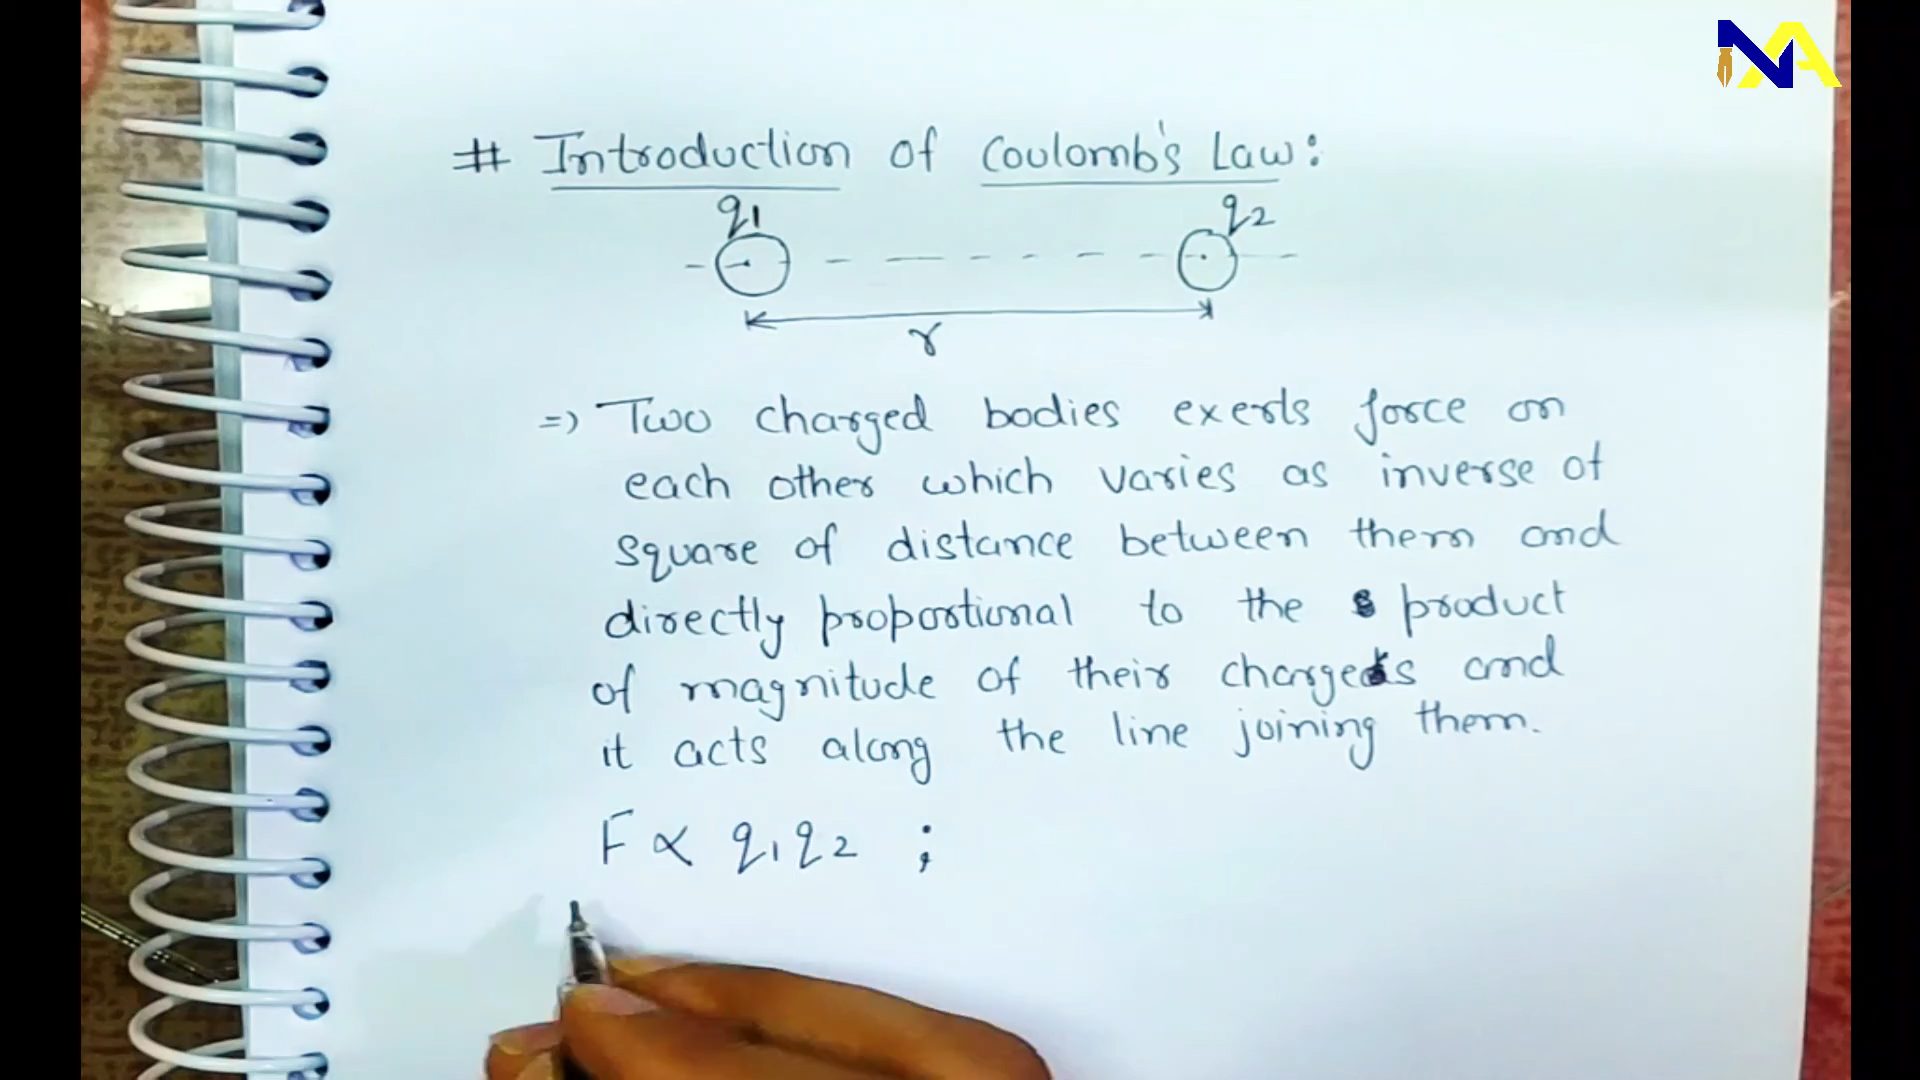 # Introduction of Coulomb's Law:
q1 q2
r
=) Two charged bodies exerts force on
each other which varies as inverse of
square of distance between them and
directly proportional to the product
of magnitude of their charges and
it acts along the line joining them.
F ∝ q1q2 ;
NA